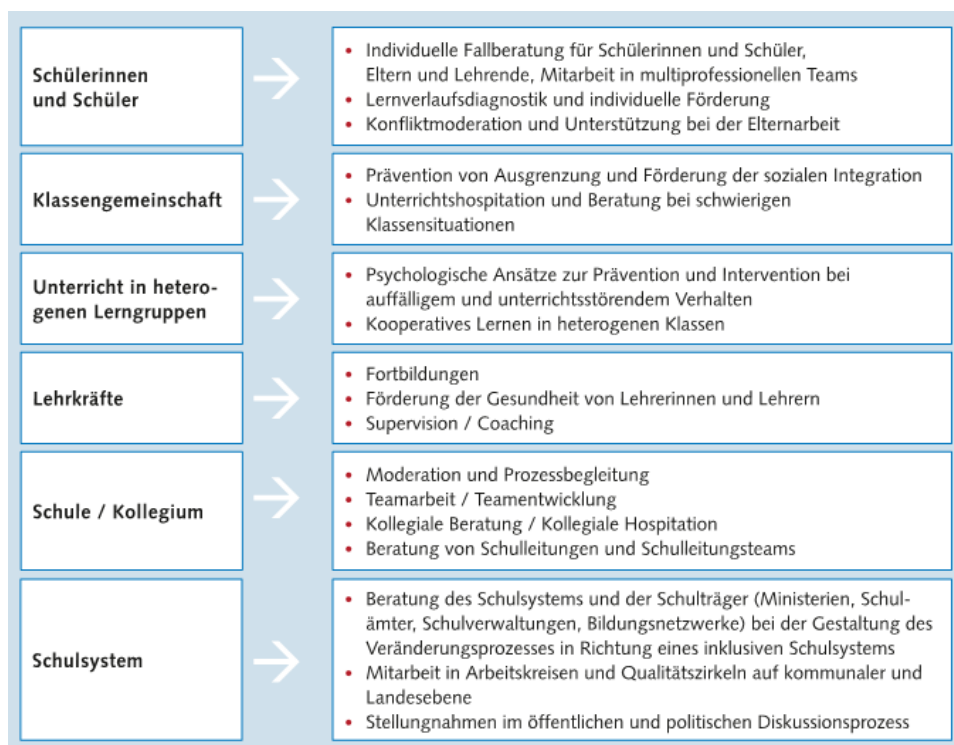 Schülerinnen
und Schüler
• Individuelle Fallberatung für Schülerinnen und Schüler,
Eltern und Lehrende, Mitarbeit in multiprofessionellen Teams
• Lernverlaufsdiagnostik und individuelle Förderung
• Konfliktmoderation und Unterstützung bei der Elternarbeit
Klassengemeinschaft
• Prävention von Ausgrenzung und Förderung der sozialen Integration
• Unterrichtshospitation und Beratung bei schwierigen
Klassensituationen
Unterricht in hetero-
genen Lerngruppen
• Psychologische Ansätze zur Prävention und Intervention bei
auffälligem und unterrichtsstörendem Verhalten
• Kooperatives Lernen in heterogenen Klassen
Lehrkräfte
• Fortbildungen
• Förderung der Gesundheit von Lehrerinnen und Lehrern
• Supervision / Coaching
Schule / Kollegium
• Moderation und Prozessbegleitung
• Teamarbeit / Teamentwicklung
• Kollegiale Beratung / Kollegiale Hospitation
• Beratung von Schulleitungen und Schulleitungsteams
Schulsystem
• Beratung des Schulsystems und der Schulträger (Ministerien, Schul-
ämter, Schulverwaltungen, Bildungsnetzwerke) bei der Gestaltung des
Veränderungsprozesses in Richtung eines inklusiven Schulsystems
• Mitarbeit in Arbeitskreisen und Qualitätszirkeln auf kommunaler und
Landesebene
• Stellungnahmen im öffentlichen und politischen Diskussionsprozess